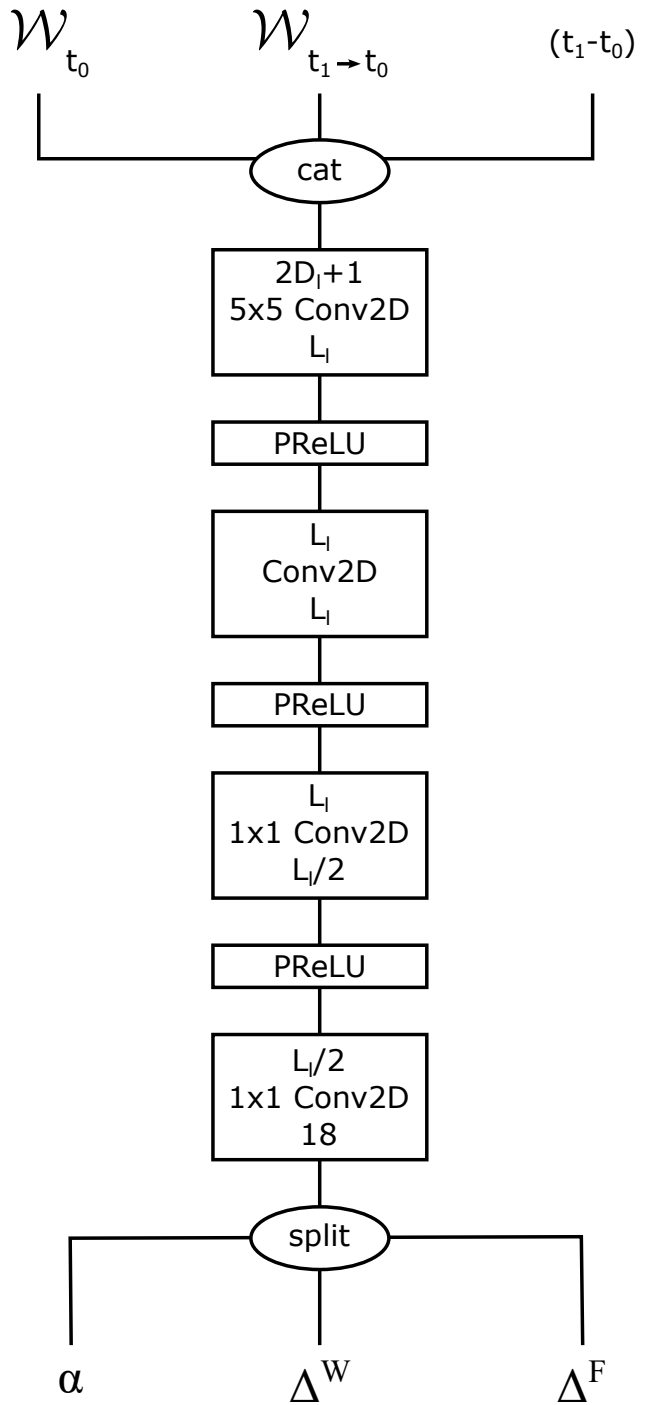 𝒲t₀ 𝒲t₁→t₀ (t₁-t₀)
cat
2Dₗ+1
5x5 Conv2D
Lₗ
PReLU
Lₗ
Conv2D
Lₗ
PReLU
Lₗ
1x1 Conv2D
Lₗ/2
PReLU
Lₗ/2
1x1 Conv2D
18
split
α Δᵂ ΔF